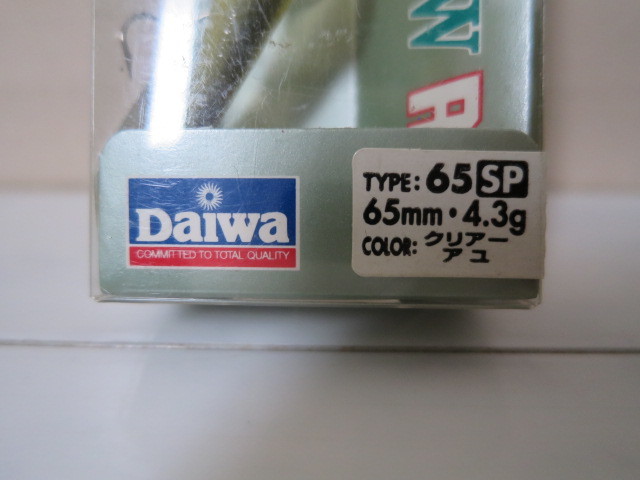 Daiwa
COMMITTED TO TOTAL QUALITY
TYPE: 65 SP
65mm・4.3g
COLOR: クリアー
アユ